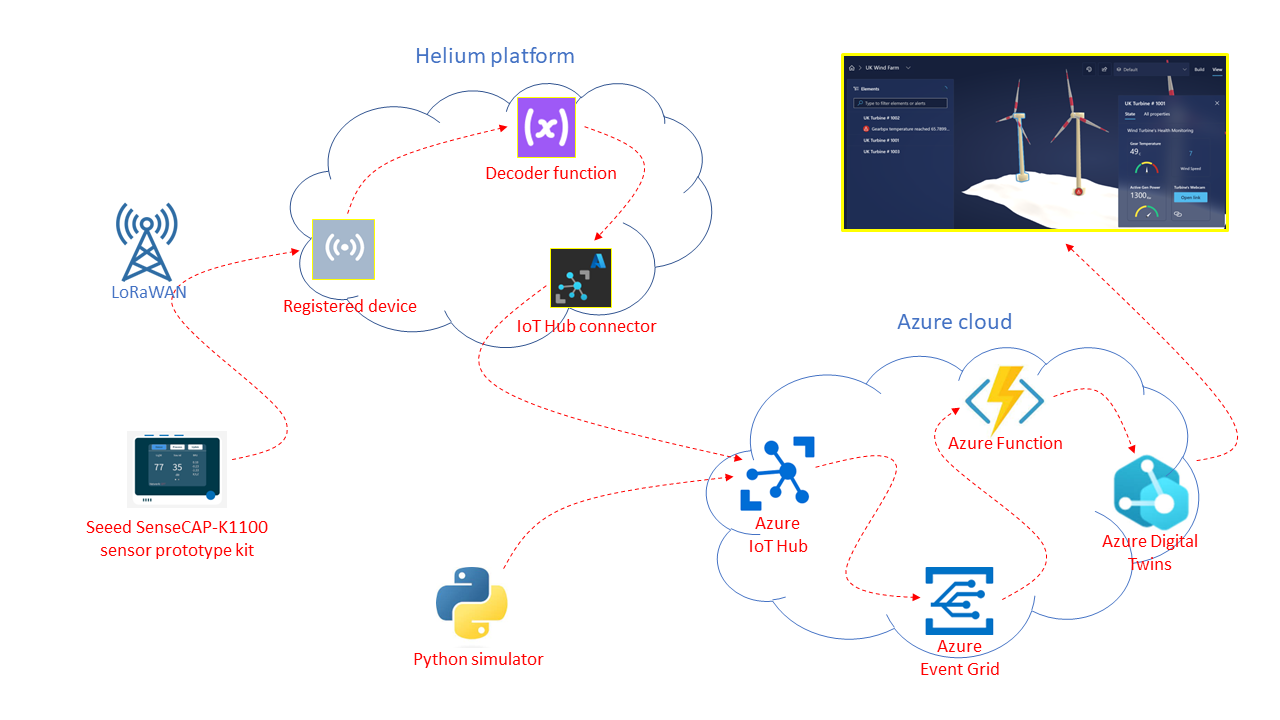 Helium platform
Decoder function
LoRaWAN
Registered device
IoT Hub connector
Seeed SenseCAP-K1100
sensor prototype kit
Python simulator
Azure cloud
Azure Function
Azure
IoT Hub
Azure
Event Grid
Azure Digital
Twins
UK Wind Farm
Default
Build
View
Elements
Type to filter elements or alerts
UK Turbine # 1002
Gearbox temperature reached 65.7899...
UK Turbine # 1001
UK Turbine # 1003
UK Turbine # 1001
State
All properties
Wind Turbine's Health Monitoring
Gear Temperature
49
7
Wind Speed
Active Gen Power
Turbine's Webcam
1300
Open link
77
35